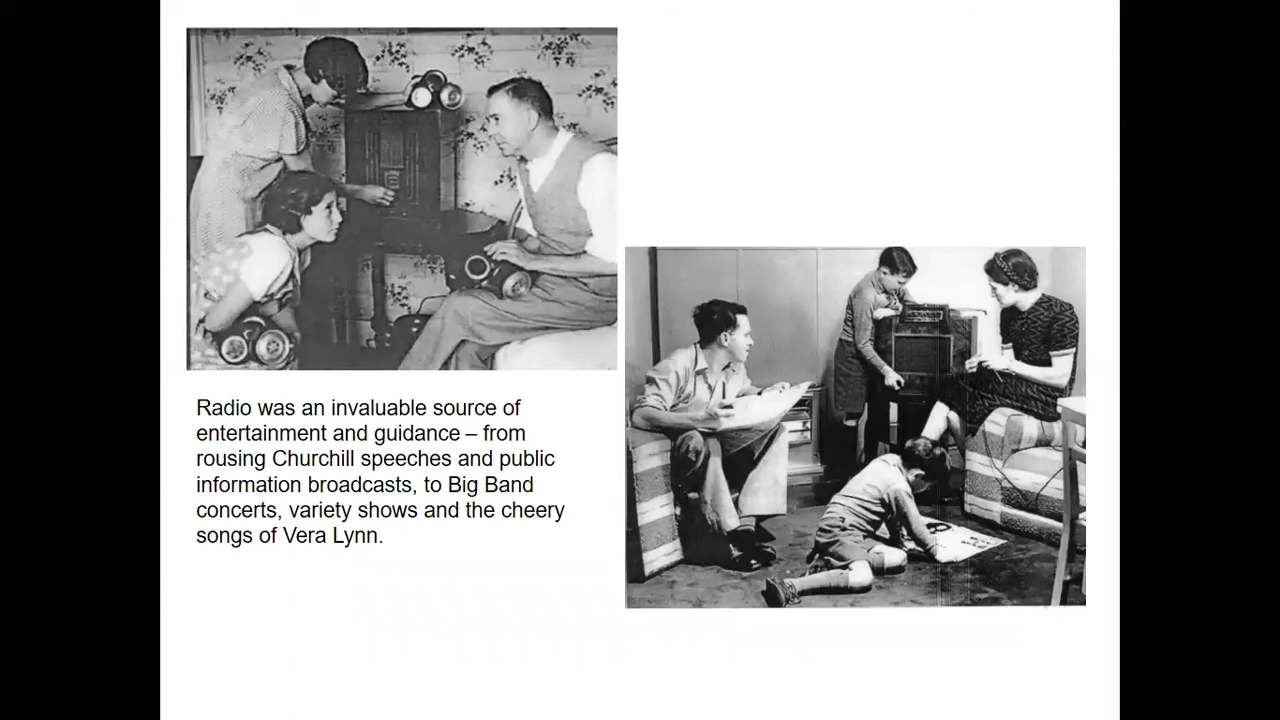 Radio was an invaluable source of
entertainment and guidance – from
rousing Churchill speeches and public
information broadcasts, to Big Band
concerts, variety shows and the cheery
songs of Vera Lynn.